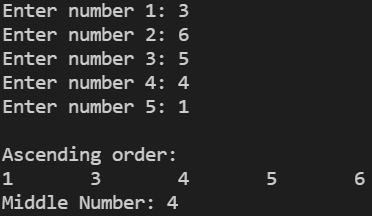 Enter number 1: 3
Enter number 2: 6
Enter number 3: 5
Enter number 4: 4
Enter number 5: 1
Ascending order:
1 3 4 5 6
Middle Number: 4